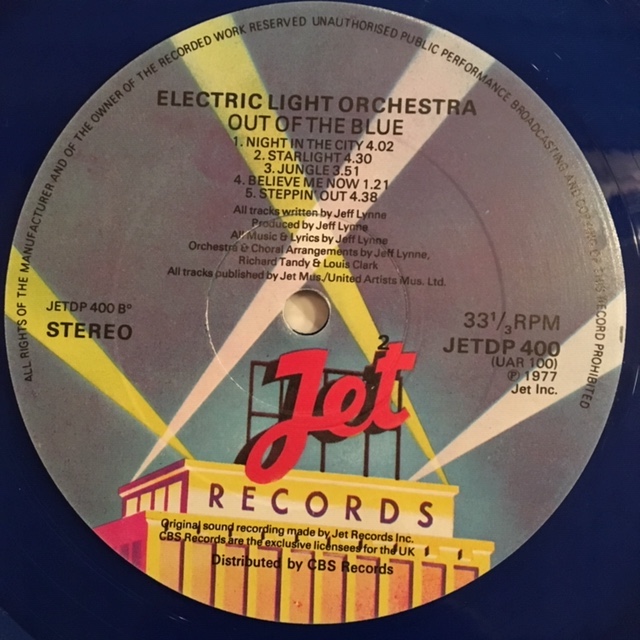 ALL RIGHTS OF THE MANUFACTURER AND OF THE OWNER OF THE RECORDED WORK RESERVED UNAUTHORISED PUBLIC PERFORMANCE BROADCASTING AND COPYING OF THIS RECORD PROHIBITED
ELECTRIC LIGHT ORCHESTRA
OUT OF THE BLUE
1. NIGHT IN THE CITY 4.02
2. STARLIGHT 4.30
3. JUNGLE 3.51
4. BELIEVE ME NOW 1.21
5. STEPPIN' OUT 4.38
All tracks written by Jeff Lynne
Produced by Jeff Lynne
All Music & Lyrics by Jeff Lynne
Orchestra & Choral Arrangements by Jeff Lynne,
Richard Tandy & Louis Clark
All tracks published by Jet Mus./United Artists Mus. Ltd.
JETDP 400 Bº
STEREO
33⅓ RPM
2
JETDP 400
(UAR 100)
℗ 1977
Jet Inc.
Jet
RECORDS
Original sound recording made by Jet Records Inc.
CBS Records are the exclusive licensees for the UK
Distributed by CBS Records